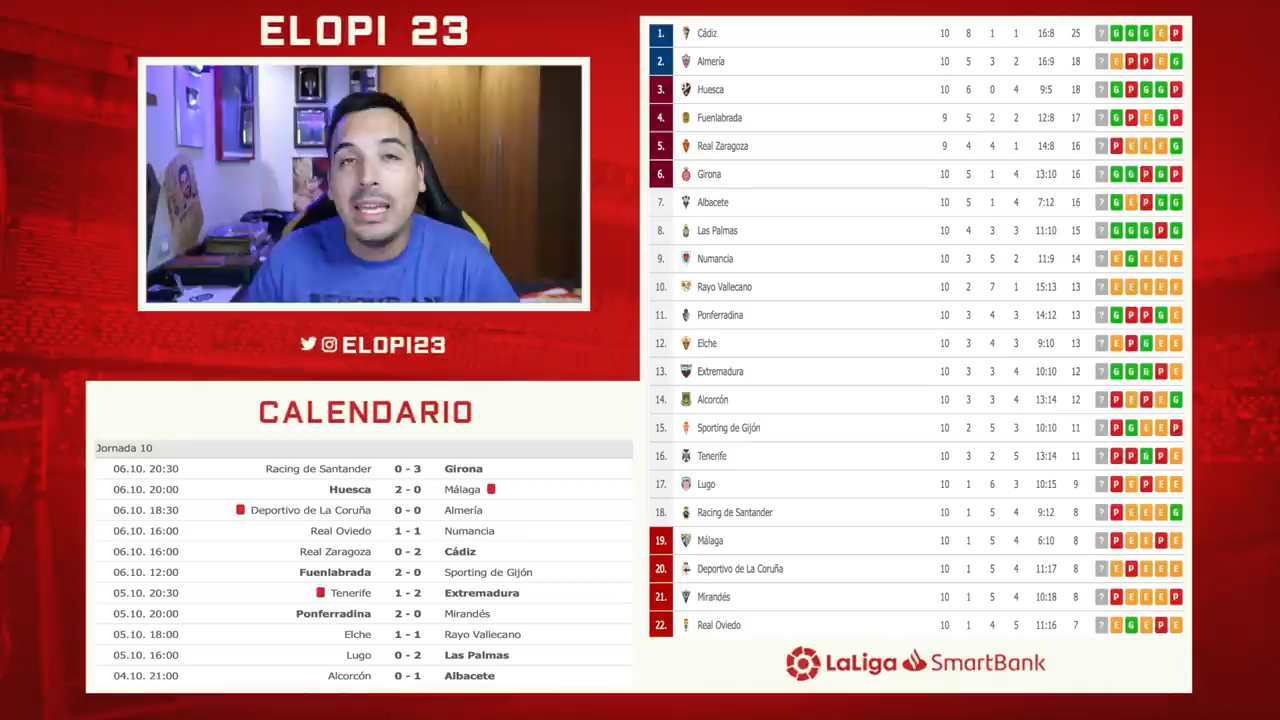 ELOPI 23
ELOPI23
CALENDARIO
Jornada 10
06.10. 20:30 Racing de Santander 0 - 3 Girona
06.10. 20:00 Huesca 2 - 0 Málaga
06.10. 18:30 Deportivo de La Coruña 0 - 0 Almería
06.10. 16:00 Real Oviedo 1 - 1 Numancia
06.10. 16:00 Real Zaragoza 0 - 2 Cádiz
06.10. 12:00 Fuenlabrada 2 - 0 Sporting de Gijón
05.10. 20:30 Tenerife 1 - 2 Extremadura
05.10. 20:00 Ponferradina 2 - 0 Mirandés
05.10. 18:00 Elche 1 - 1 Rayo Vallecano
05.10. 16:00 Lugo 0 - 2 Las Palmas
04.10. 21:00 Alcorcón 0 - 1 Albacete
1. Cádiz 10 8 1 1 16:8 25 ? G G G E P
2. Almería 10 5 3 2 16:9 18 ? E P P E G
3. Huesca 10 6 0 4 9:5 18 ? G P G G P
4. Fuenlabrada 9 5 2 2 12:8 17 ? G P E G P
5. Real Zaragoza 9 4 4 1 14:8 16 ? P E E E G
6. Girona 10 5 1 4 13:10 16 ? G G P G P
7. Albacete 10 5 1 4 7:12 16 ? G E P G G
8. Las Palmas 10 4 3 3 11:10 15 ? G G G P G
9. Numancia 10 3 5 2 11:9 14 ? E G E E E
10. Rayo Vallecano 10 2 7 1 15:13 13 ? E E E E E
11. Ponferradina 10 3 4 3 14:12 13 ? G P P G E
12. Elche 10 3 4 3 9:10 13 ? E P G E E
13. Extremadura 10 3 3 4 10:10 12 ? G G G P E
14. Alcorcón 10 3 3 4 13:14 12 ? P E P E G
15. Sporting de Gijón 10 2 5 3 10:10 11 ? P G E E P
16. Tenerife 10 3 2 5 13:14 11 ? P P G P E
17. Lugo 10 1 6 3 10:15 9 ? P E P E E
18. Racing de Santander 10 1 5 4 9:12 8 ? P E E E G
19. Málaga 10 1 5 4 6:10 8 ? P E E P E
20. Deportivo de La Coruña 10 1 5 4 11:17 8 ? E P E E E
21. Mirandés 10 1 5 4 10:18 8 ? P E E E P
22. Real Oviedo 10 1 4 5 11:16 7 ? E G E P E
LaLiga SmartBank